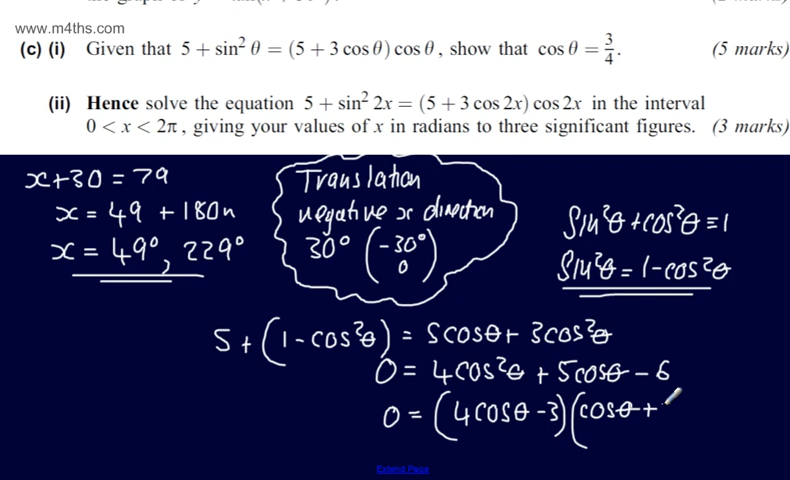 www.m4ths.com
(c) (i) Given that 5 + sin² θ = (5 + 3 cos θ) cos θ, show that cos θ = 3/4. (5 marks)
(ii) Hence solve the equation 5 + sin² 2x = (5 + 3 cos 2x) cos 2x in the interval
0 < x < 2π, giving your values of x in radians to three significant figures. (3 marks)
x+30 = 79
x = 49 + 180n
x = 49°, 229°
Translation
negative x direction
30° (-30° 0)
Sin²θ + cos²θ ≡ 1
Sin²θ = 1 - cos²θ
5 + (1 - cos²θ) = 5cosθ + 3cos²θ
0 = 4cos²θ + 5cosθ - 6
0 = (4cosθ - 3)(cosθ +
Extend Page